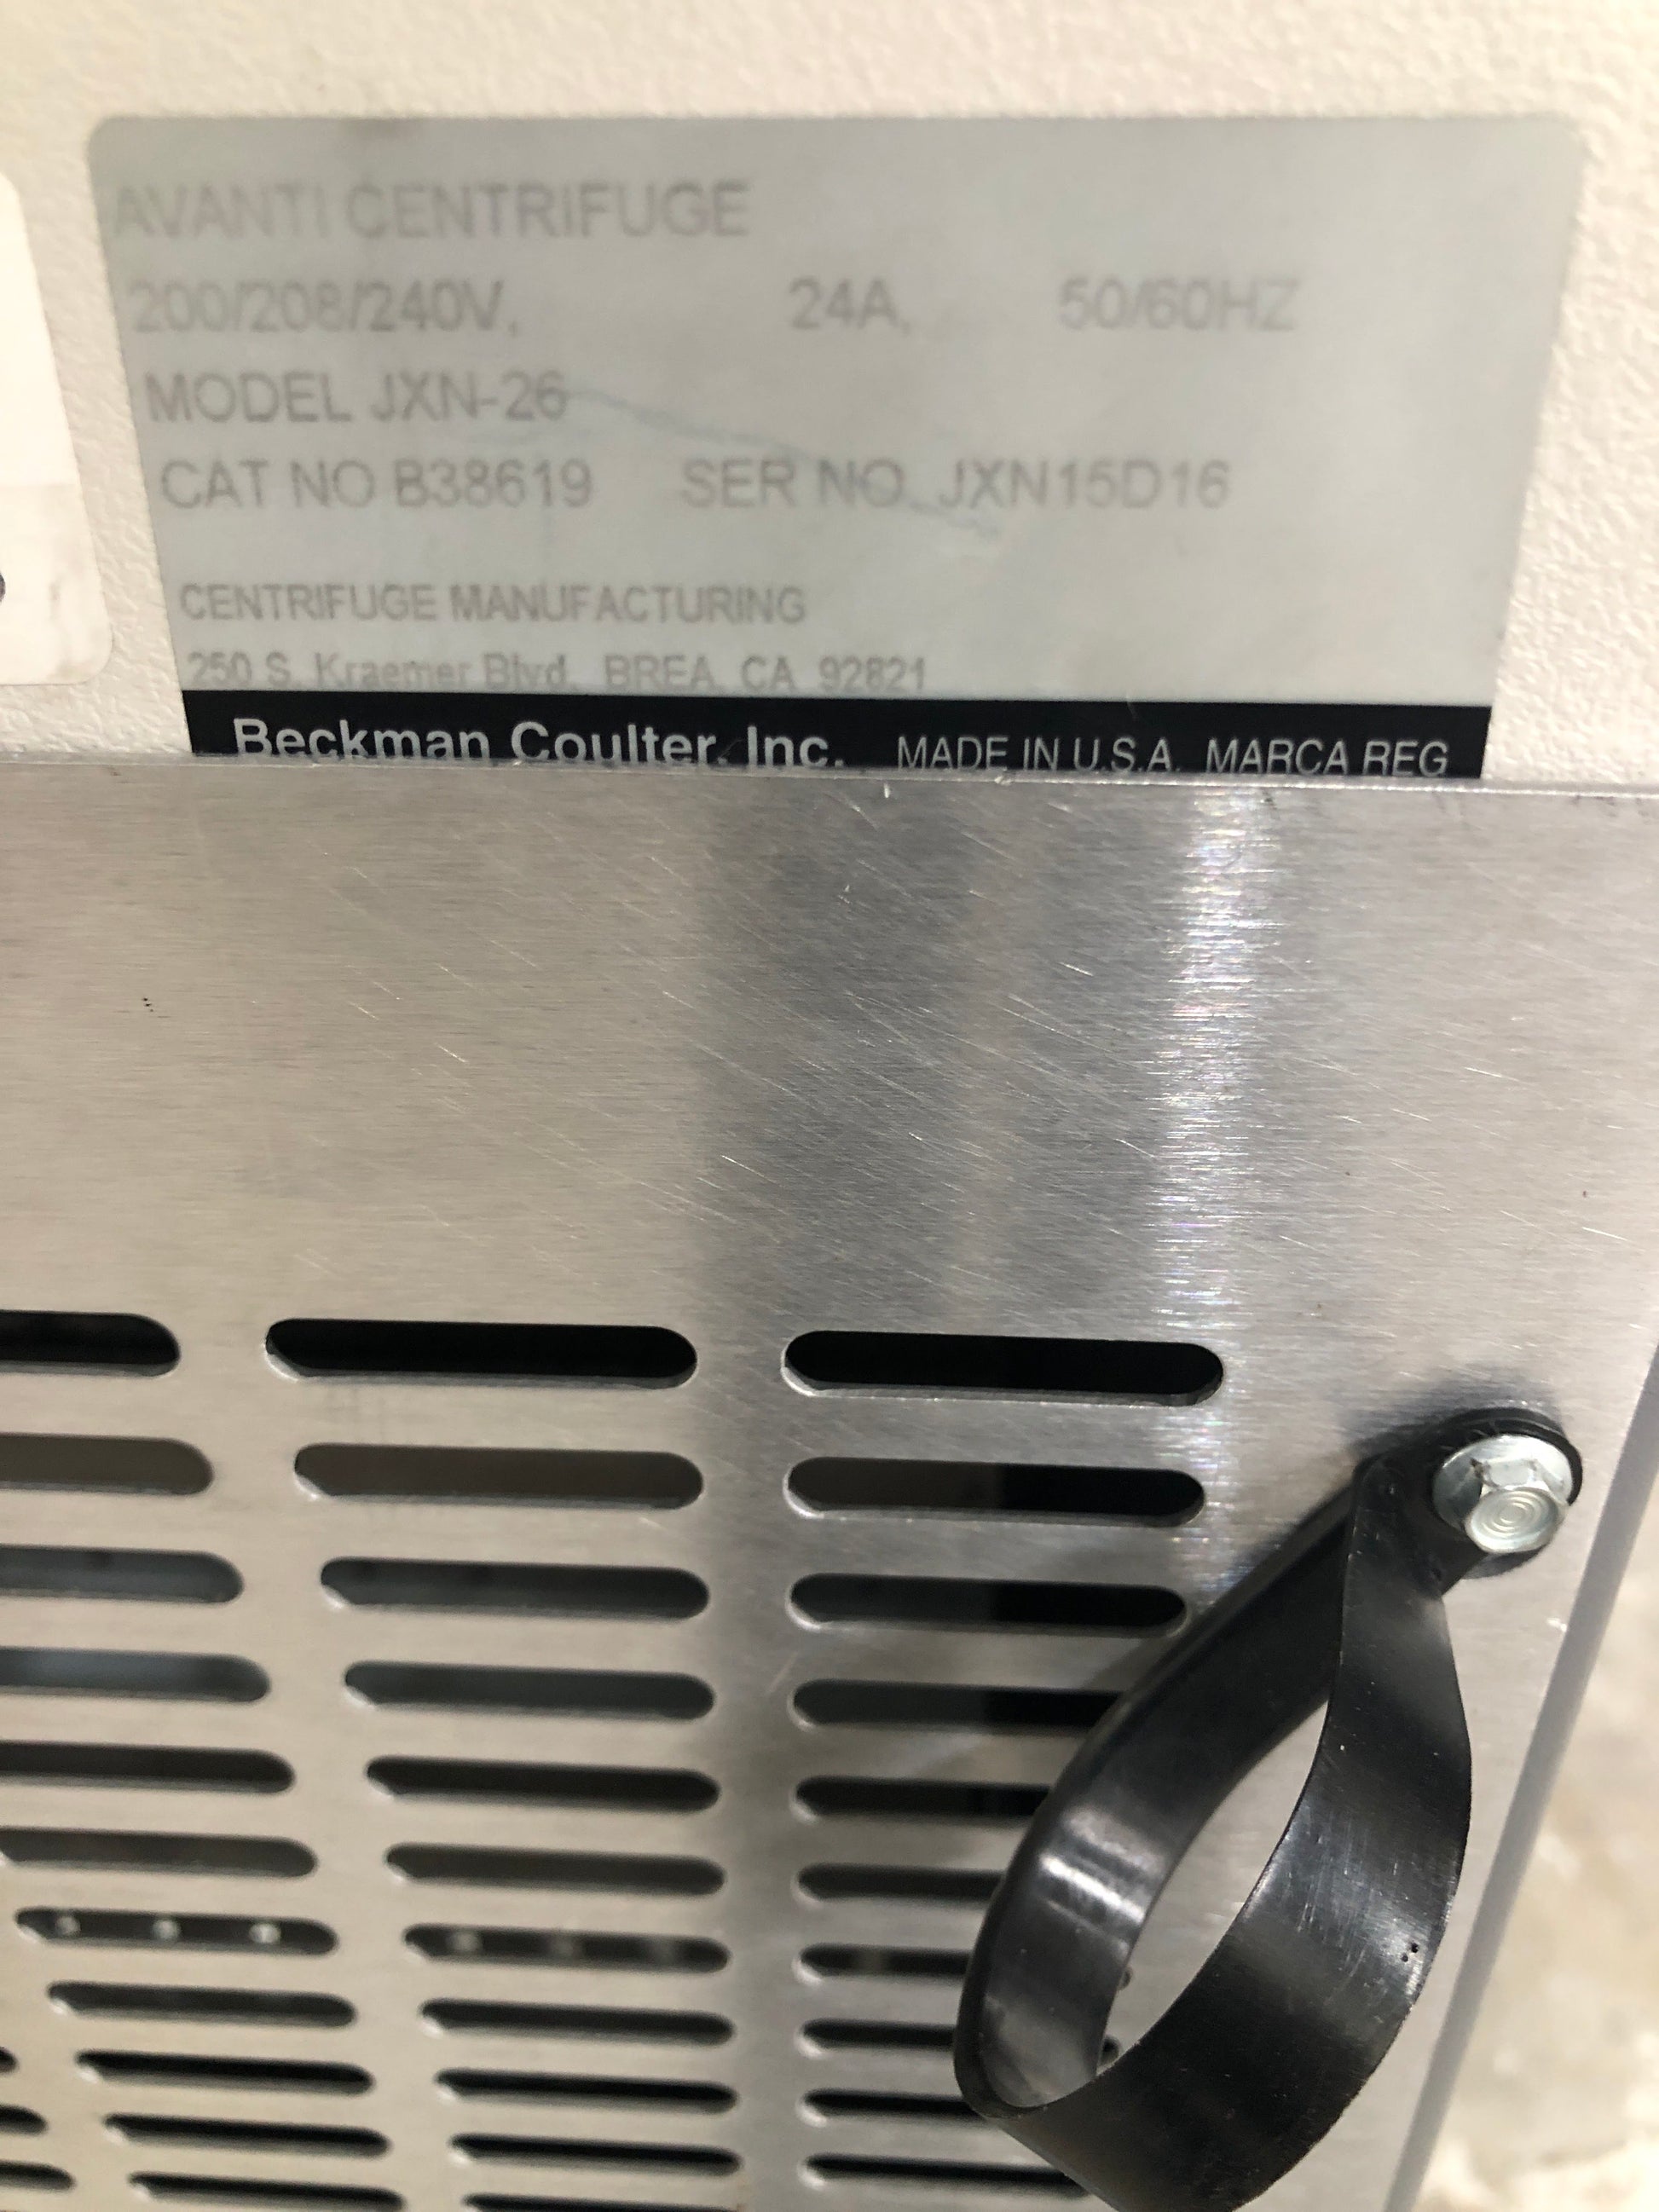 AVANTI CENTRIFUGE
200/208/240V, 24A, 50/60HZ
MODEL JXN-26
CAT NO B38619 SER NO. JXN15D16
CENTRIFUGE MANUFACTURING
250 S. Kraemer Blvd. BREA, CA 92821
Beckman Coulter, Inc. MADE IN U.S.A. MARCA REG